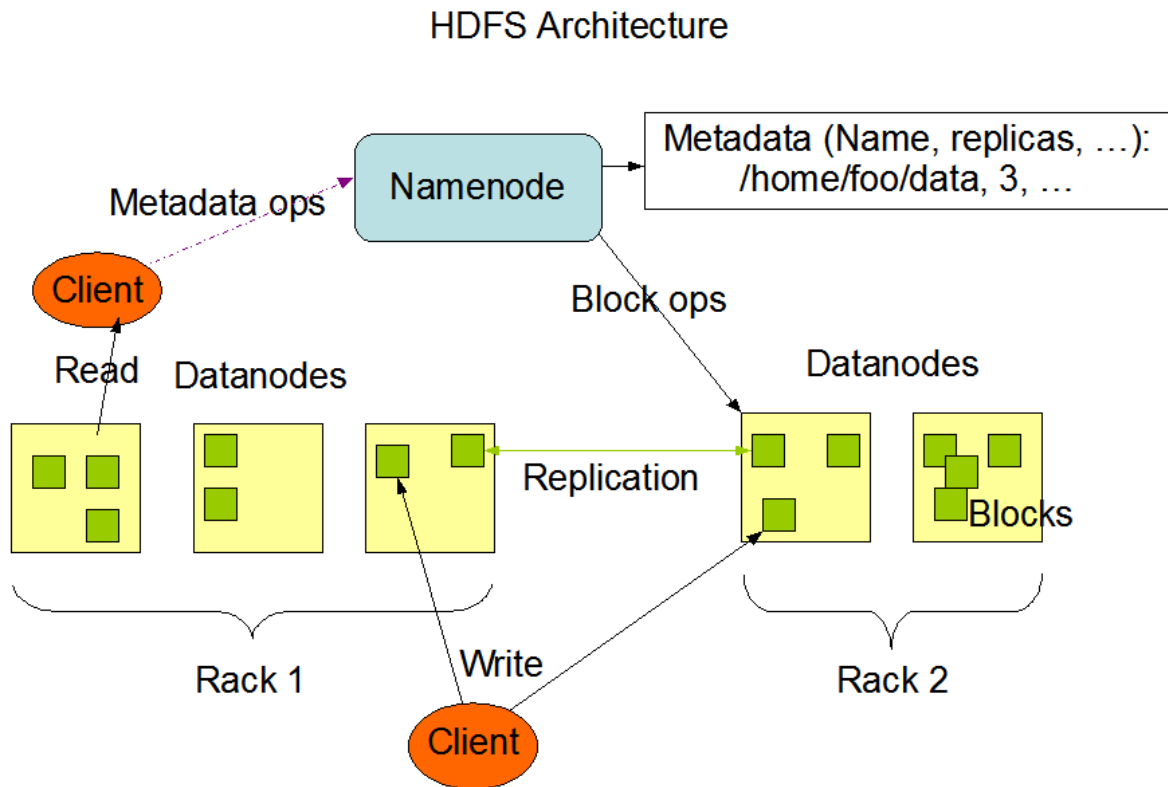 HDFS Architecture
Metadata (Name, replicas, …):
/home/foo/data, 3, …
Namenode
Metadata ops
Client
Block ops
Read
Datanodes
Datanodes
Replication
Blocks
Rack 1
Write
Rack 2
Client